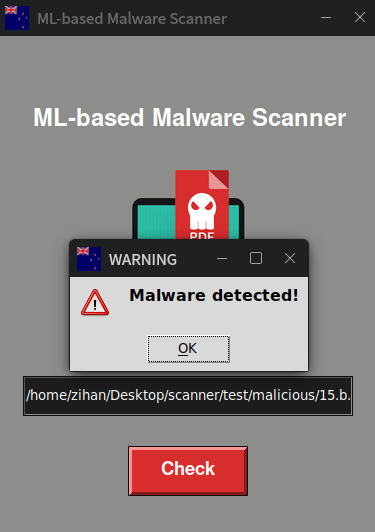 ML-based Malware Scanner
ML-based Malware Scanner
PDF
WARNING
Malware detected!
OK
/home/zihan/Desktop/scanner/test/malicious/15.b.
Check